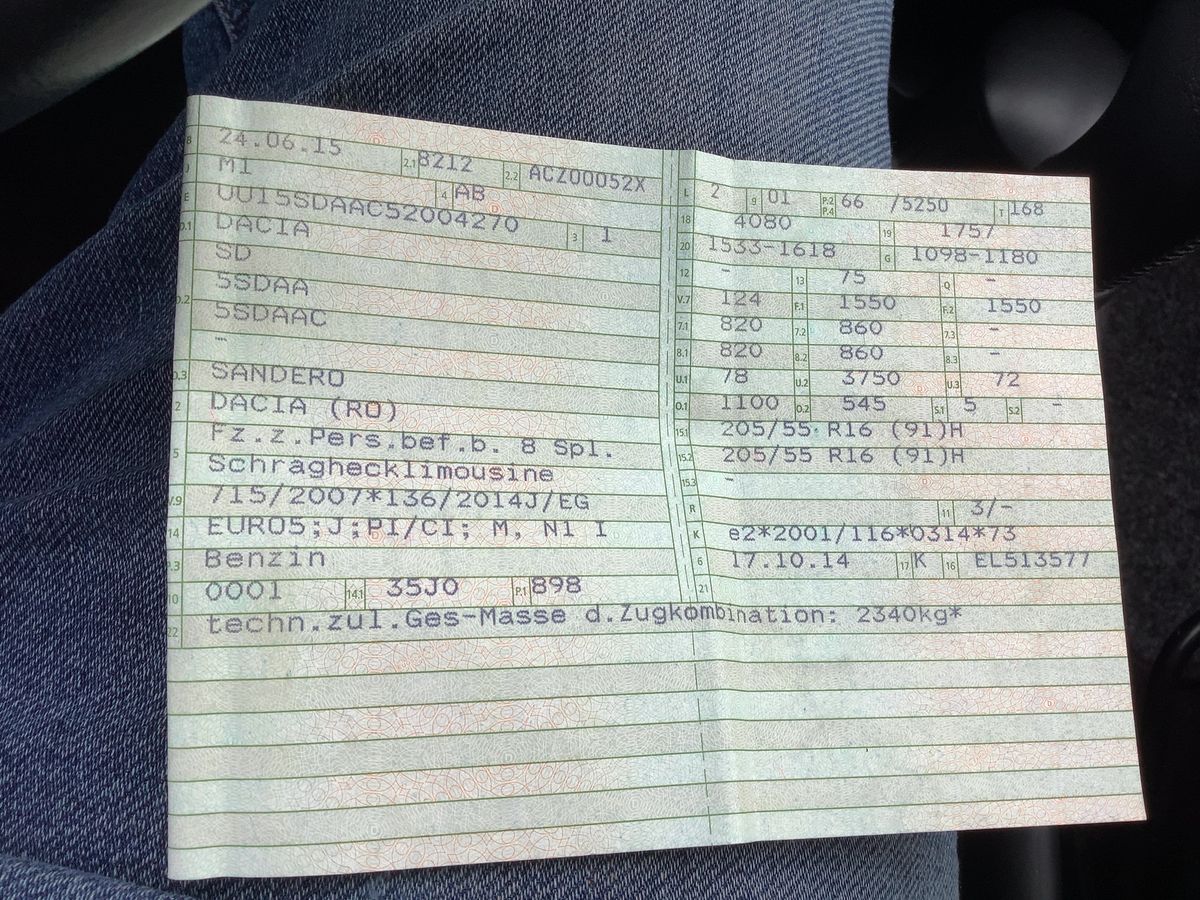 24.06.15 2.1 8212 2.2 ACZ00052X
M1 4 AB
E UU15SDAAC52004270 3 1
DACIA
SD
5SDAA
5SDAAC
–
SANDERO
2 DACIA (RO)
5 Fz.z.Pers.bef.b. 8 Spl.
Schräghecklimousine
V.9 715/2007*136/2014J/EG
14 EURO5;J;PI/CI; M, N1 I
P.3 Benzin
10 0001 14.1 35J0 P.1 898
22 techn.zul.Ges-Masse d.Zugkombination: 2340kg*
L 2 9 01 P.2 P.4 66 /5250 T 168
18 4080 19 1757
20 1533-1618 G 1098-1180
12 – 13 75 Q –
V.7 124 F.1 1550 F.2 1550
7.1 820 7.2 860 7.3 –
8.1 820 8.2 860 8.3 –
U.1 78 U.2 3750 U.3 72
O.1 1100 O.2 545 S.1 5 S.2 –
15.1 205/55 R16 (91)H
15.2 205/55 R16 (91)H
15.3 –
R 11 3/-
K e2*2001/116*0314*73
6 17.10.14 17 K 16 EL513577
21